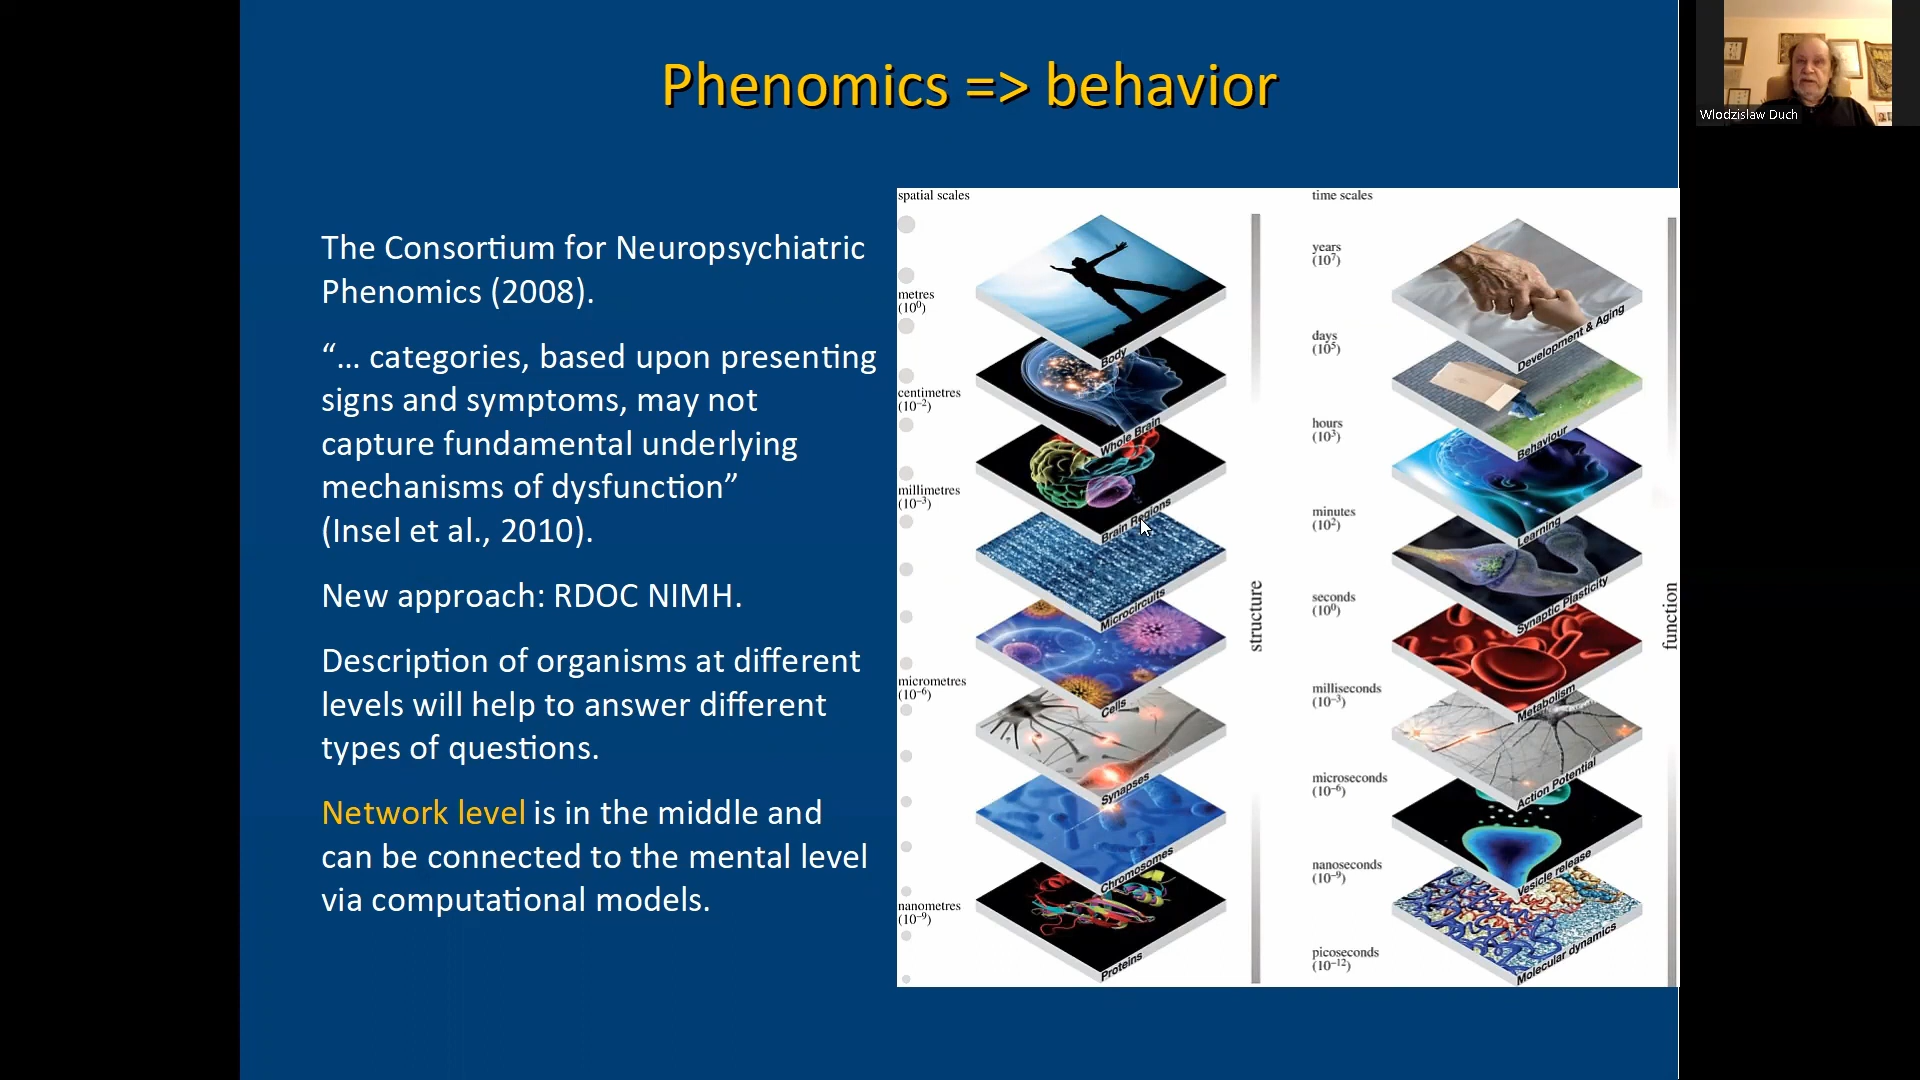 Phenomics => behavior
Wlodzislaw Duch
The Consortium for Neuropsychiatric
Phenomics (2008).
“... categories, based upon presenting
signs and symptoms, may not
capture fundamental underlying
mechanisms of dysfunction”
(Insel et al., 2010).
New approach: RDOC NIMH.
Description of organisms at different
levels will help to answer different
types of questions.
Network level is in the middle and
can be connected to the mental level
via computational models.
spatial scales
metres
(10⁰)
centimetres
(10⁻²)
millimetres
(10⁻³)
micrometres
(10⁻⁶)
nanometres
(10⁻⁹)
Body
Whole Brain
Brain Regions
Microcircuits
Cells
Synapses
Chromosomes
Proteins
structure
time scales
years
(10⁷)
days
(10⁵)
hours
(10³)
minutes
(10²)
seconds
(10⁰)
milliseconds
(10⁻³)
microseconds
(10⁻⁶)
nanoseconds
(10⁻⁹)
picoseconds
(10⁻¹²)
Development & Aging
Behaviour
Learning
Synaptic Plasticity
Metabolism
Action Potential
Vesicle release
Molecular dynamics
function